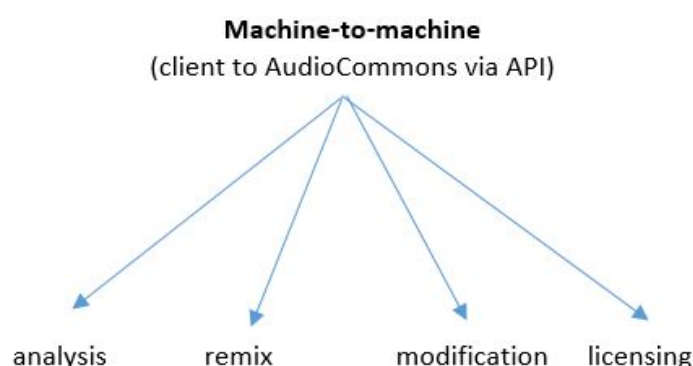 Machine-to-machine
(client to AudioCommons via API)
analysis remix modification licensing